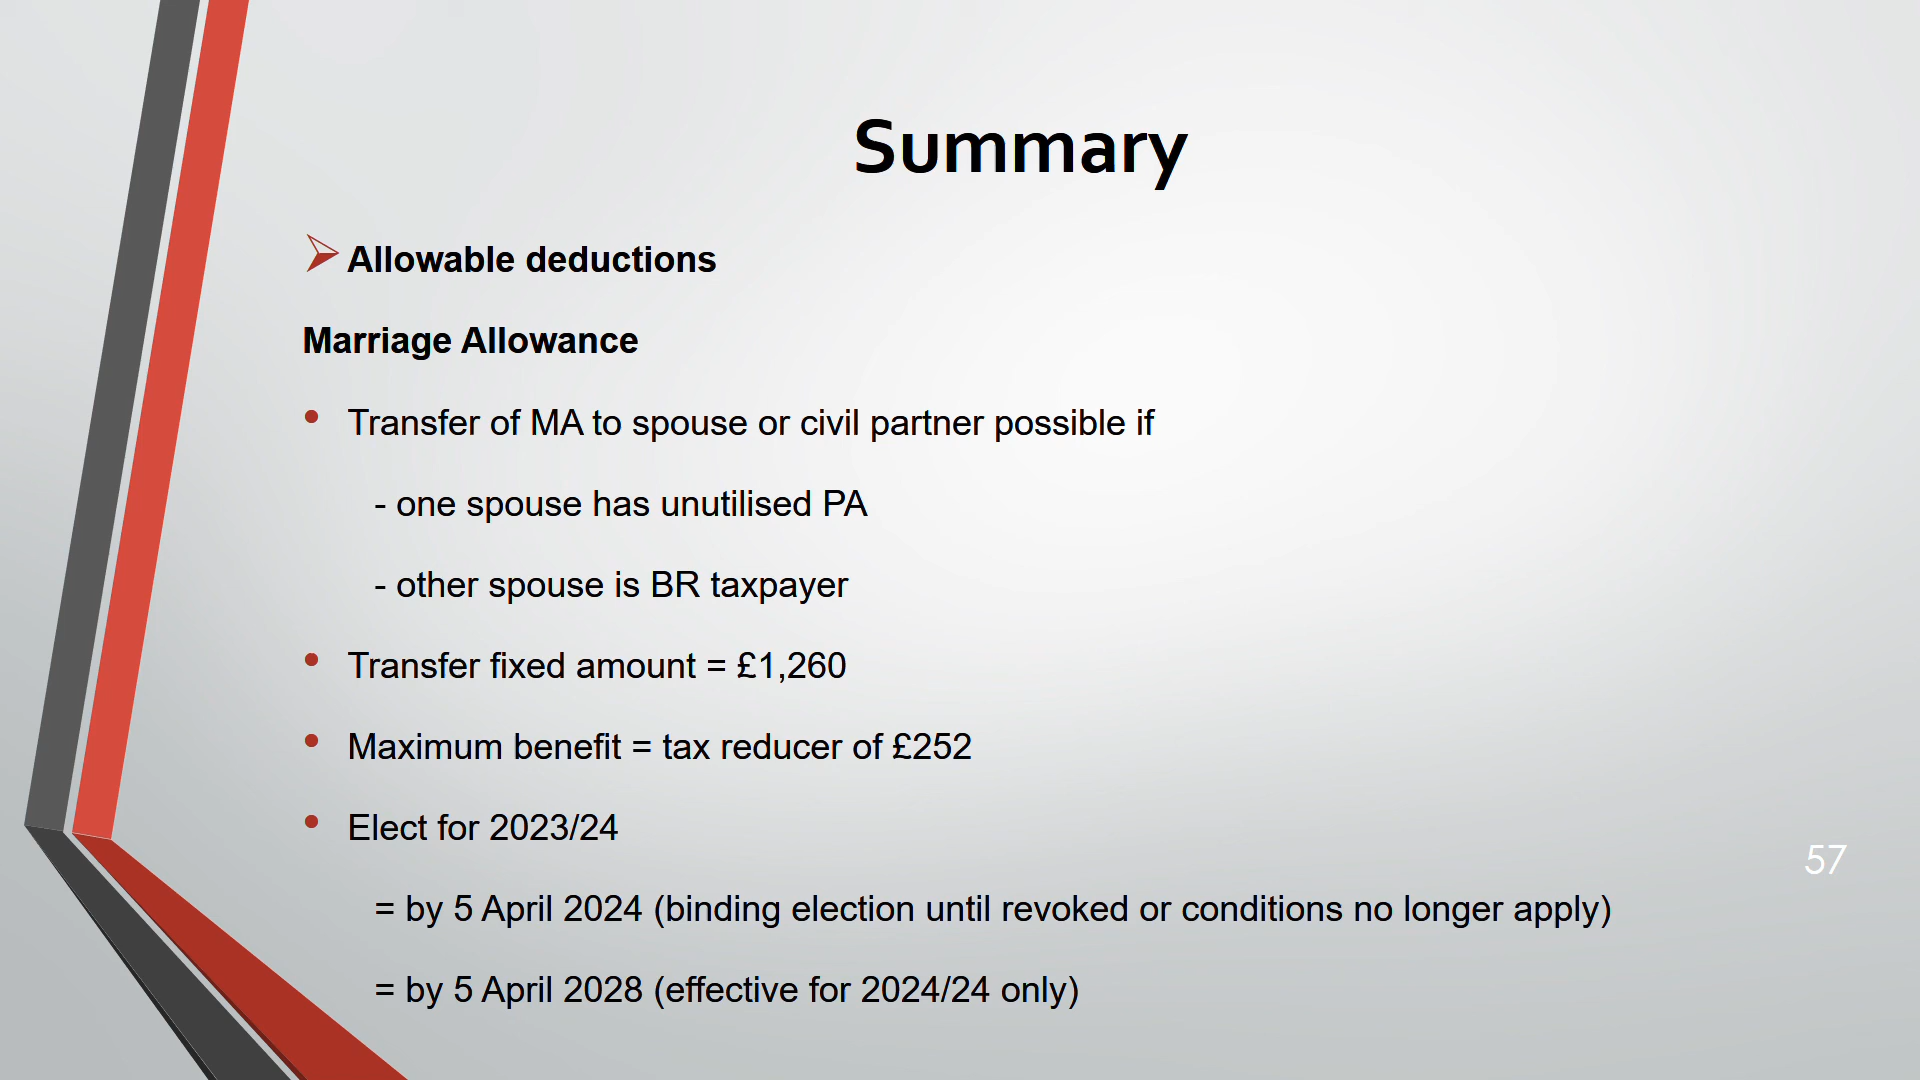 Summary
Allowable deductions
Marriage Allowance
• Transfer of MA to spouse or civil partner possible if
- one spouse has unutilised PA
- other spouse is BR taxpayer
• Transfer fixed amount = £1,260
• Maximum benefit = tax reducer of £252
• Elect for 2023/24
57
= by 5 April 2024 (binding election until revoked or conditions no longer apply)
= by 5 April 2028 (effective for 2024/24 only)